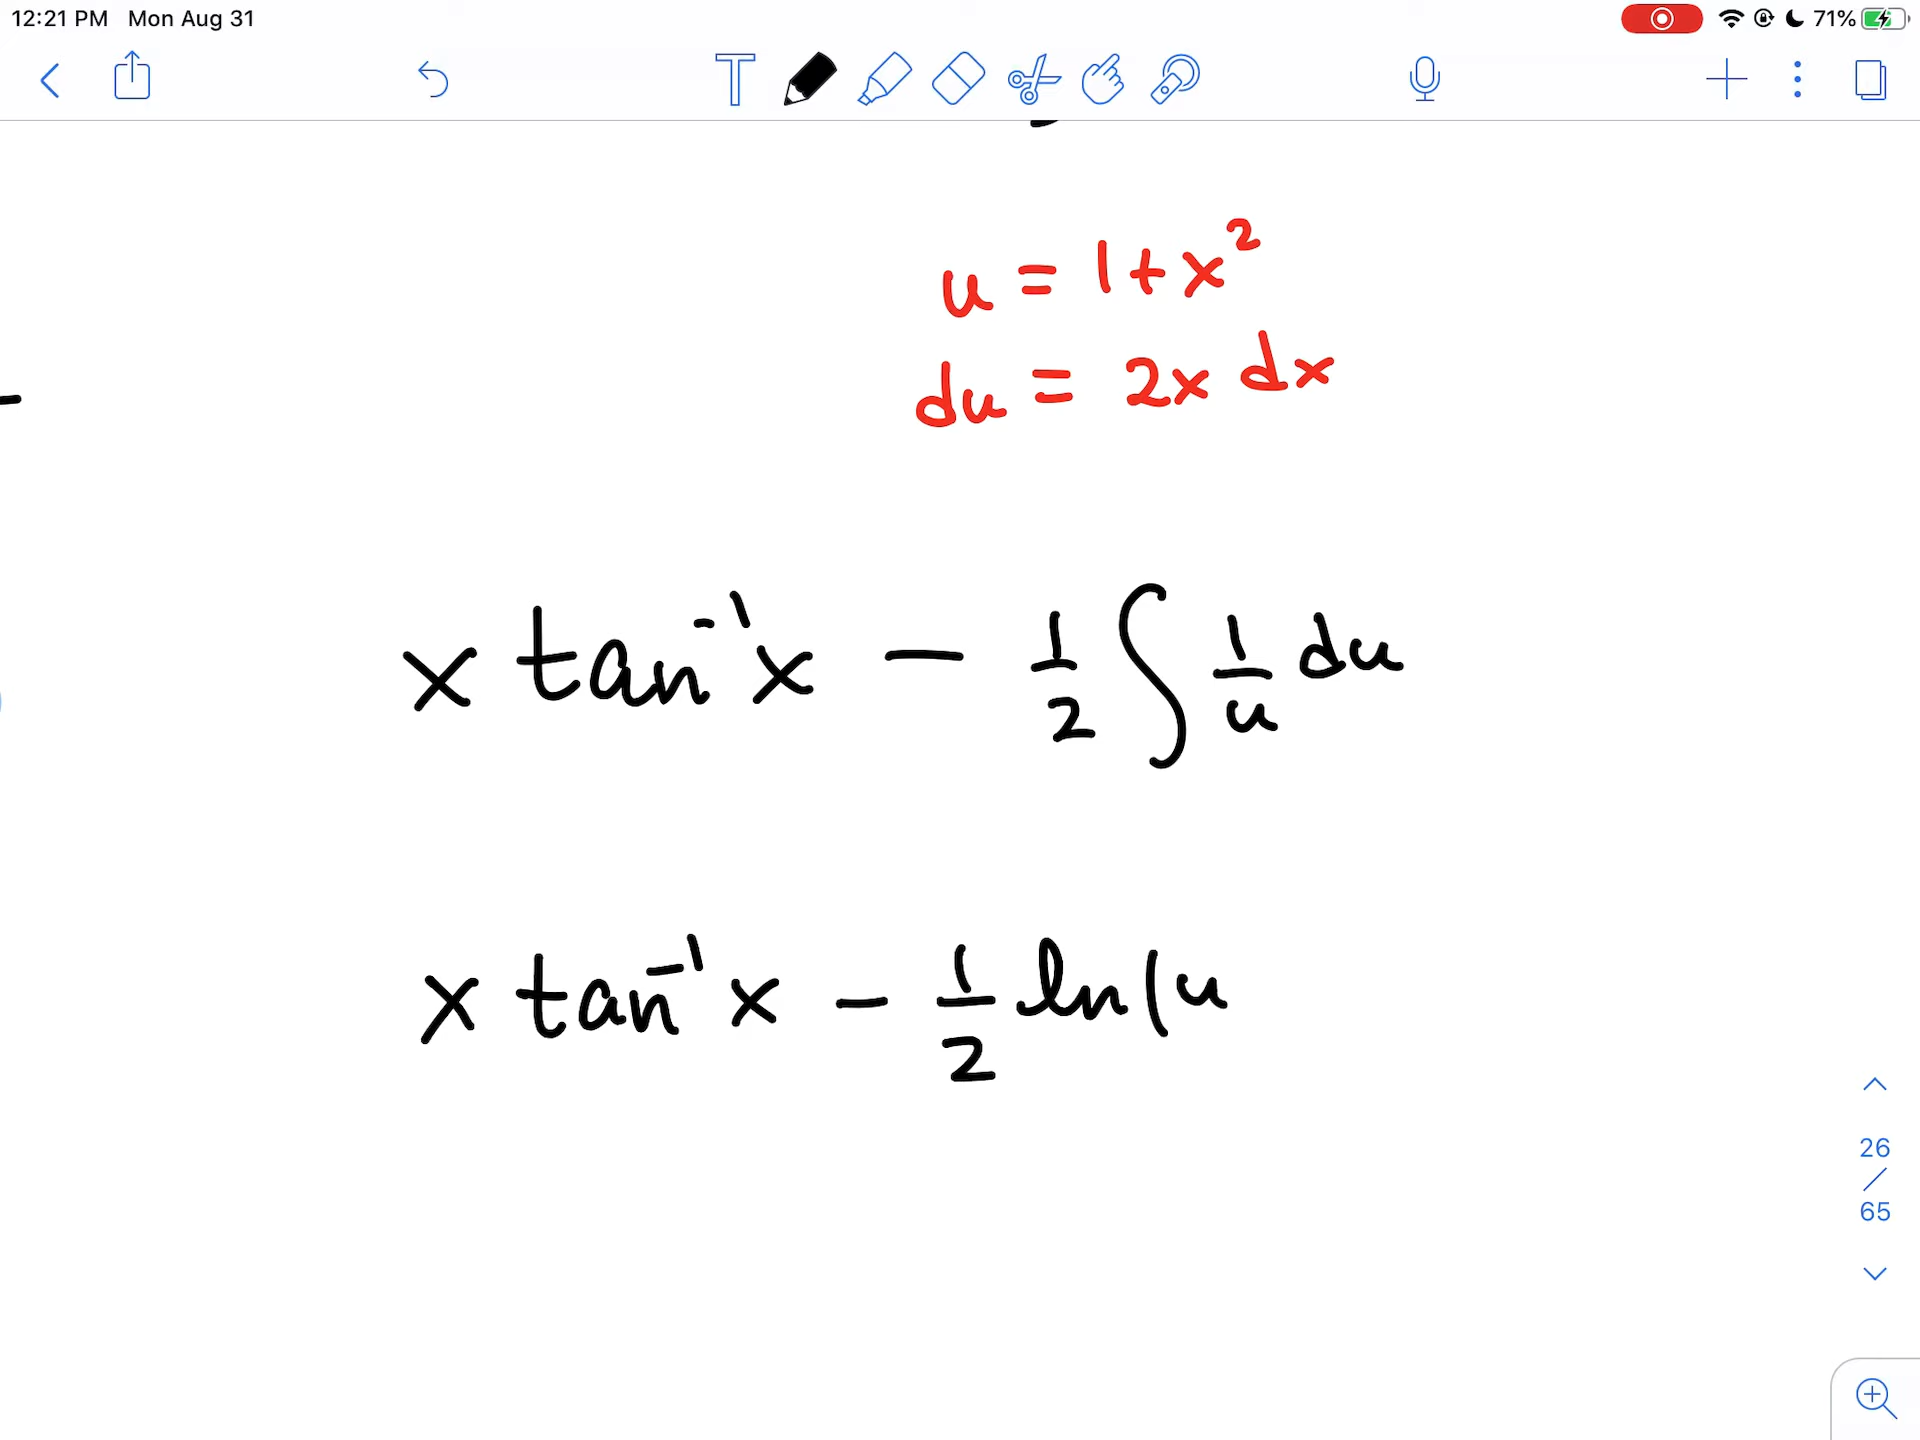 12:21 PM Mon Aug 31 71%
T
u = 1+x²
du = 2x dx
x tan⁻¹x − 1/2 ∫ 1/u du
x tan⁻¹x − 1/2 ln|u
26
/
65